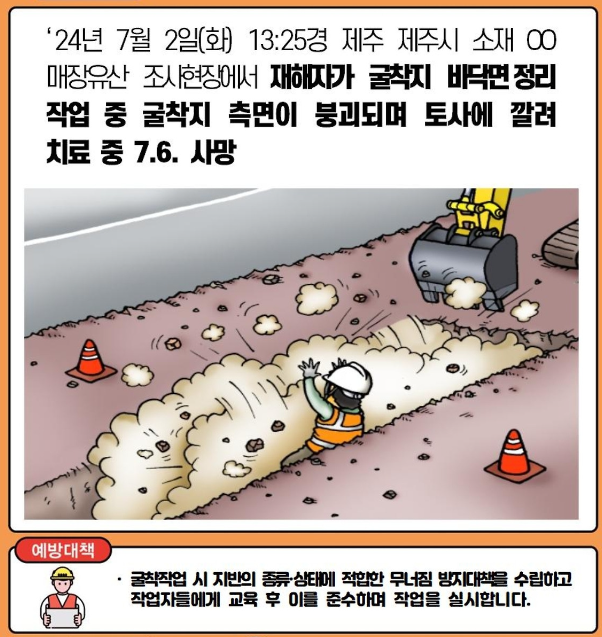 ‘24년 7월 2일(화) 13:25경 제주 제주시 소재 OO
매장유산 조사현장에서 재해자가 굴착지 바닥면 정리
작업 중 굴착지 측면이 붕괴되며 토사에 깔려
치료 중 7.6. 사망
예방대책
· 굴착작업 시 지반의 종류·상태에 적합한 무너짐 방지대책을 수립하고
작업자들에게 교육 후 이를 준수하며 작업을 실시합니다.